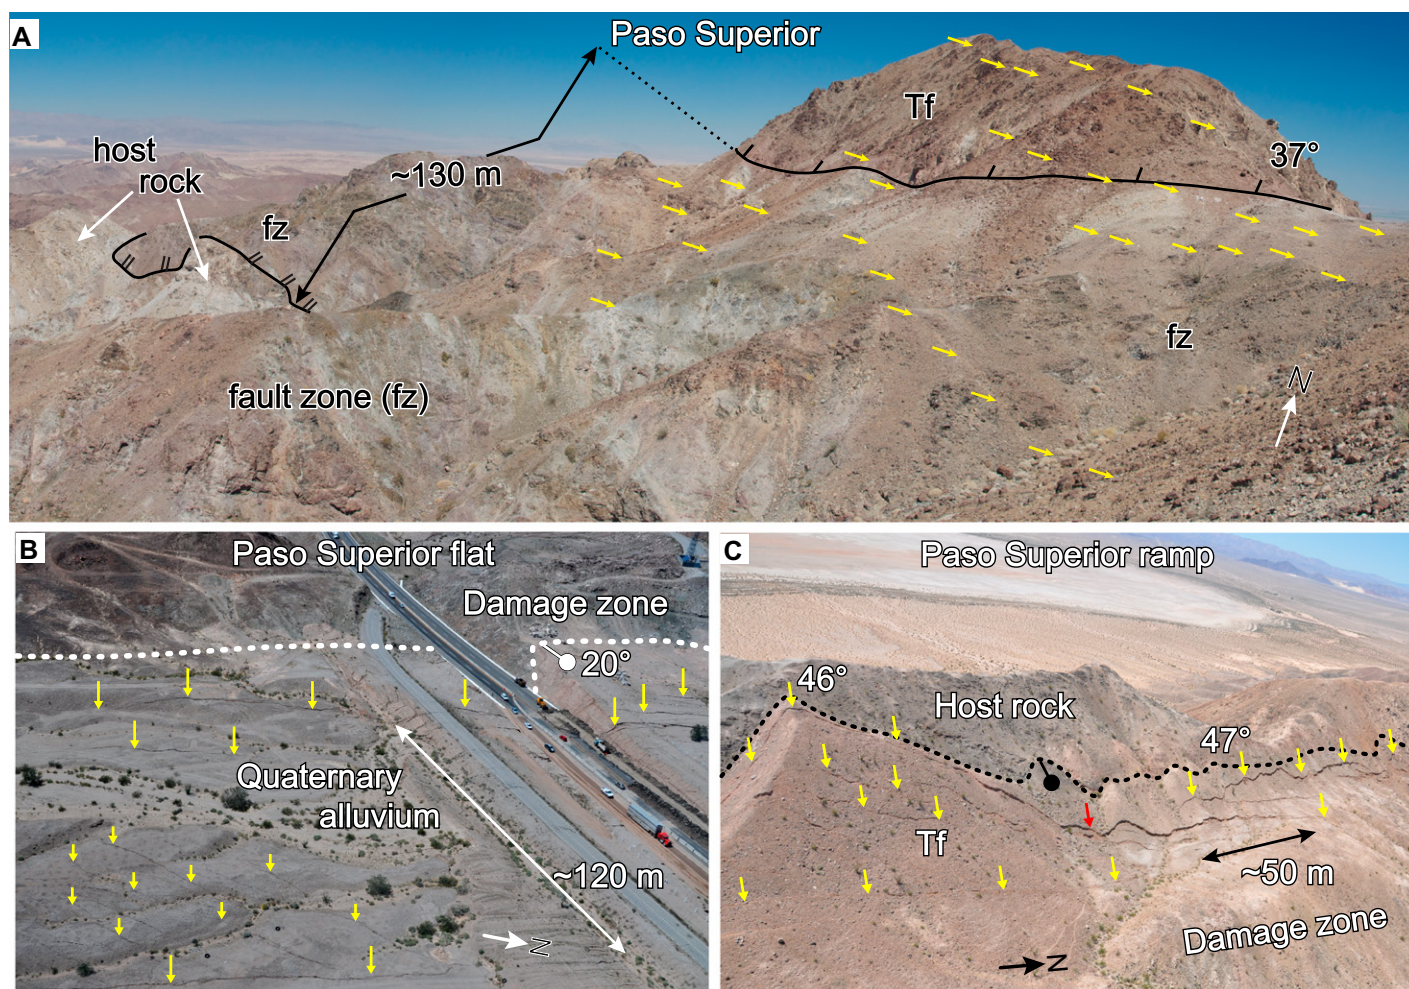 A
Paso Superior
Tf
host
rock
~130 m
37°
fz
fz
fault zone (fz)
N
B
Paso Superior flat
Damage zone
20°
Quaternary
alluvium
~120 m
N
C
Paso Superior ramp
46°
Host rock
47°
Tf
~50 m
Damage zone
N